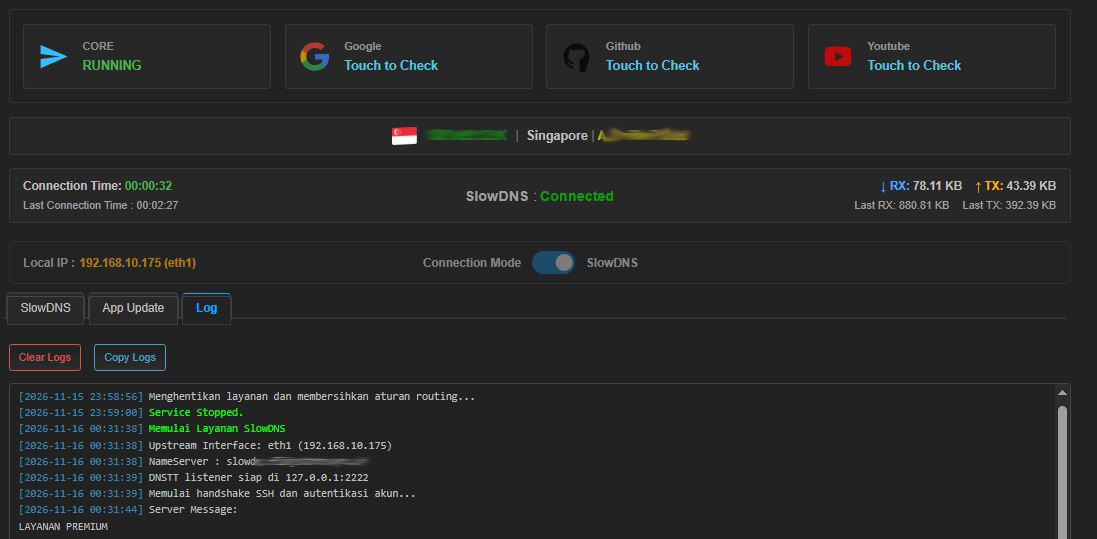 CORE
RUNNING
Google
Touch to Check
Github
Touch to Check
Youtube
Touch to Check
| Singapore |
Connection Time: 00:00:32
Last Connection Time : 00:02:27
SlowDNS : Connected
↓ RX: 78.11 KB ↑ TX: 43.39 KB
Last RX: 880.81 KB Last TX: 392.39 KB
Local IP : 192.168.10.175 (eth1)
Connection Mode SlowDNS
SlowDNS App Update Log
Clear Logs Copy Logs
[2026-11-15 23:58:56] Menghentikan layanan dan membersihkan aturan routing...
[2026-11-15 23:59:00] Service Stopped.
[2026-11-16 00:31:38] Memulai Layanan SlowDNS
[2026-11-16 00:31:38] Upstream Interface: eth1 (192.168.10.175)
[2026-11-16 00:31:38] NameServer :
[2026-11-16 00:31:39] DNSTT listener siap di 127.0.0.1:2222
[2026-11-16 00:31:39] Memulai handshake SSH dan autentikasi akun...
[2026-11-16 00:31:44] Server Message:
LAYANAN PREMIUM